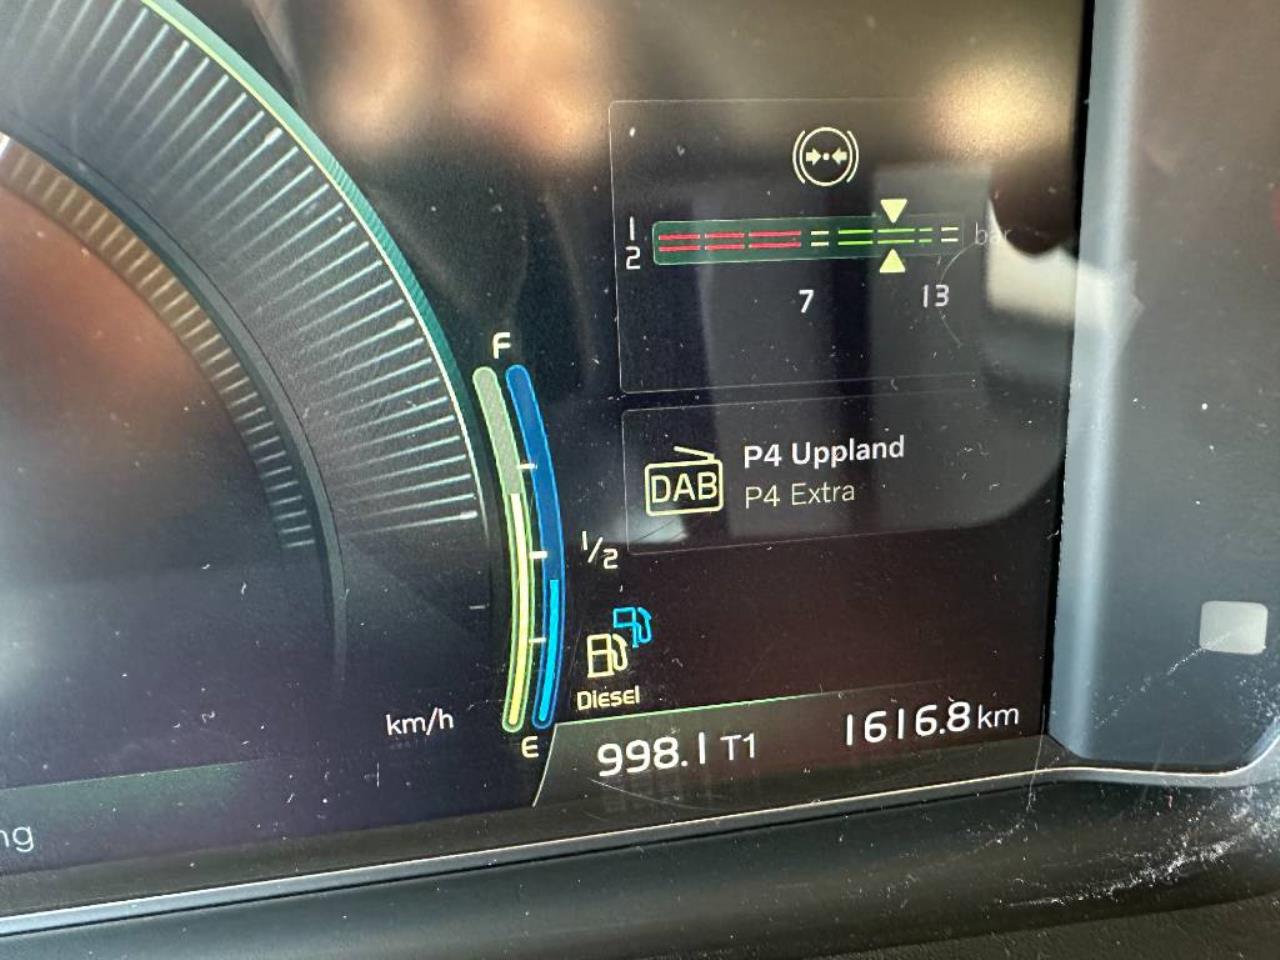 1
2
bar
7
13
F
P4 Uppland
DAB
P4 Extra
1/2
Diesel
km/h
E
998.1 T1
1616.8 km
ng